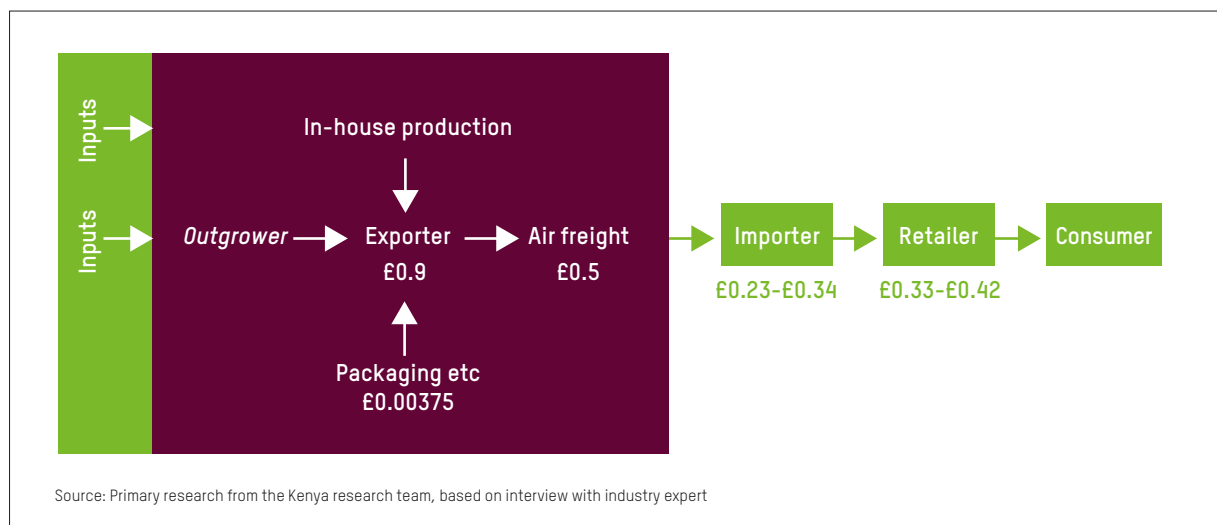 Inputs
In-house production
Inputs
Outgrower
Exporter
£0.9
Air freight
£0.5
Importer
£0.23-£0.34
Retailer
£0.33-£0.42
Consumer
Packaging etc
£0.00375
Source: Primary research from the Kenya research team, based on interview with industry expert